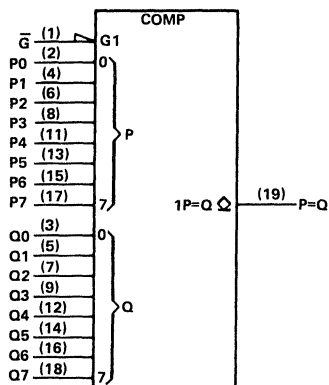 COMP
G̅ (1) G1
P0 (2) 0
P1 (4)
P2 (6)
P3 (8)
P4 (11) P
P5 (13)
P6 (15)
P7 (17) 7 1P=Q (19) P=Q
Q0 (3) 0
Q1 (5)
Q2 (7)
Q3 (9)
Q4 (12) Q
Q5 (14)
Q6 (16)
Q7 (18) 7